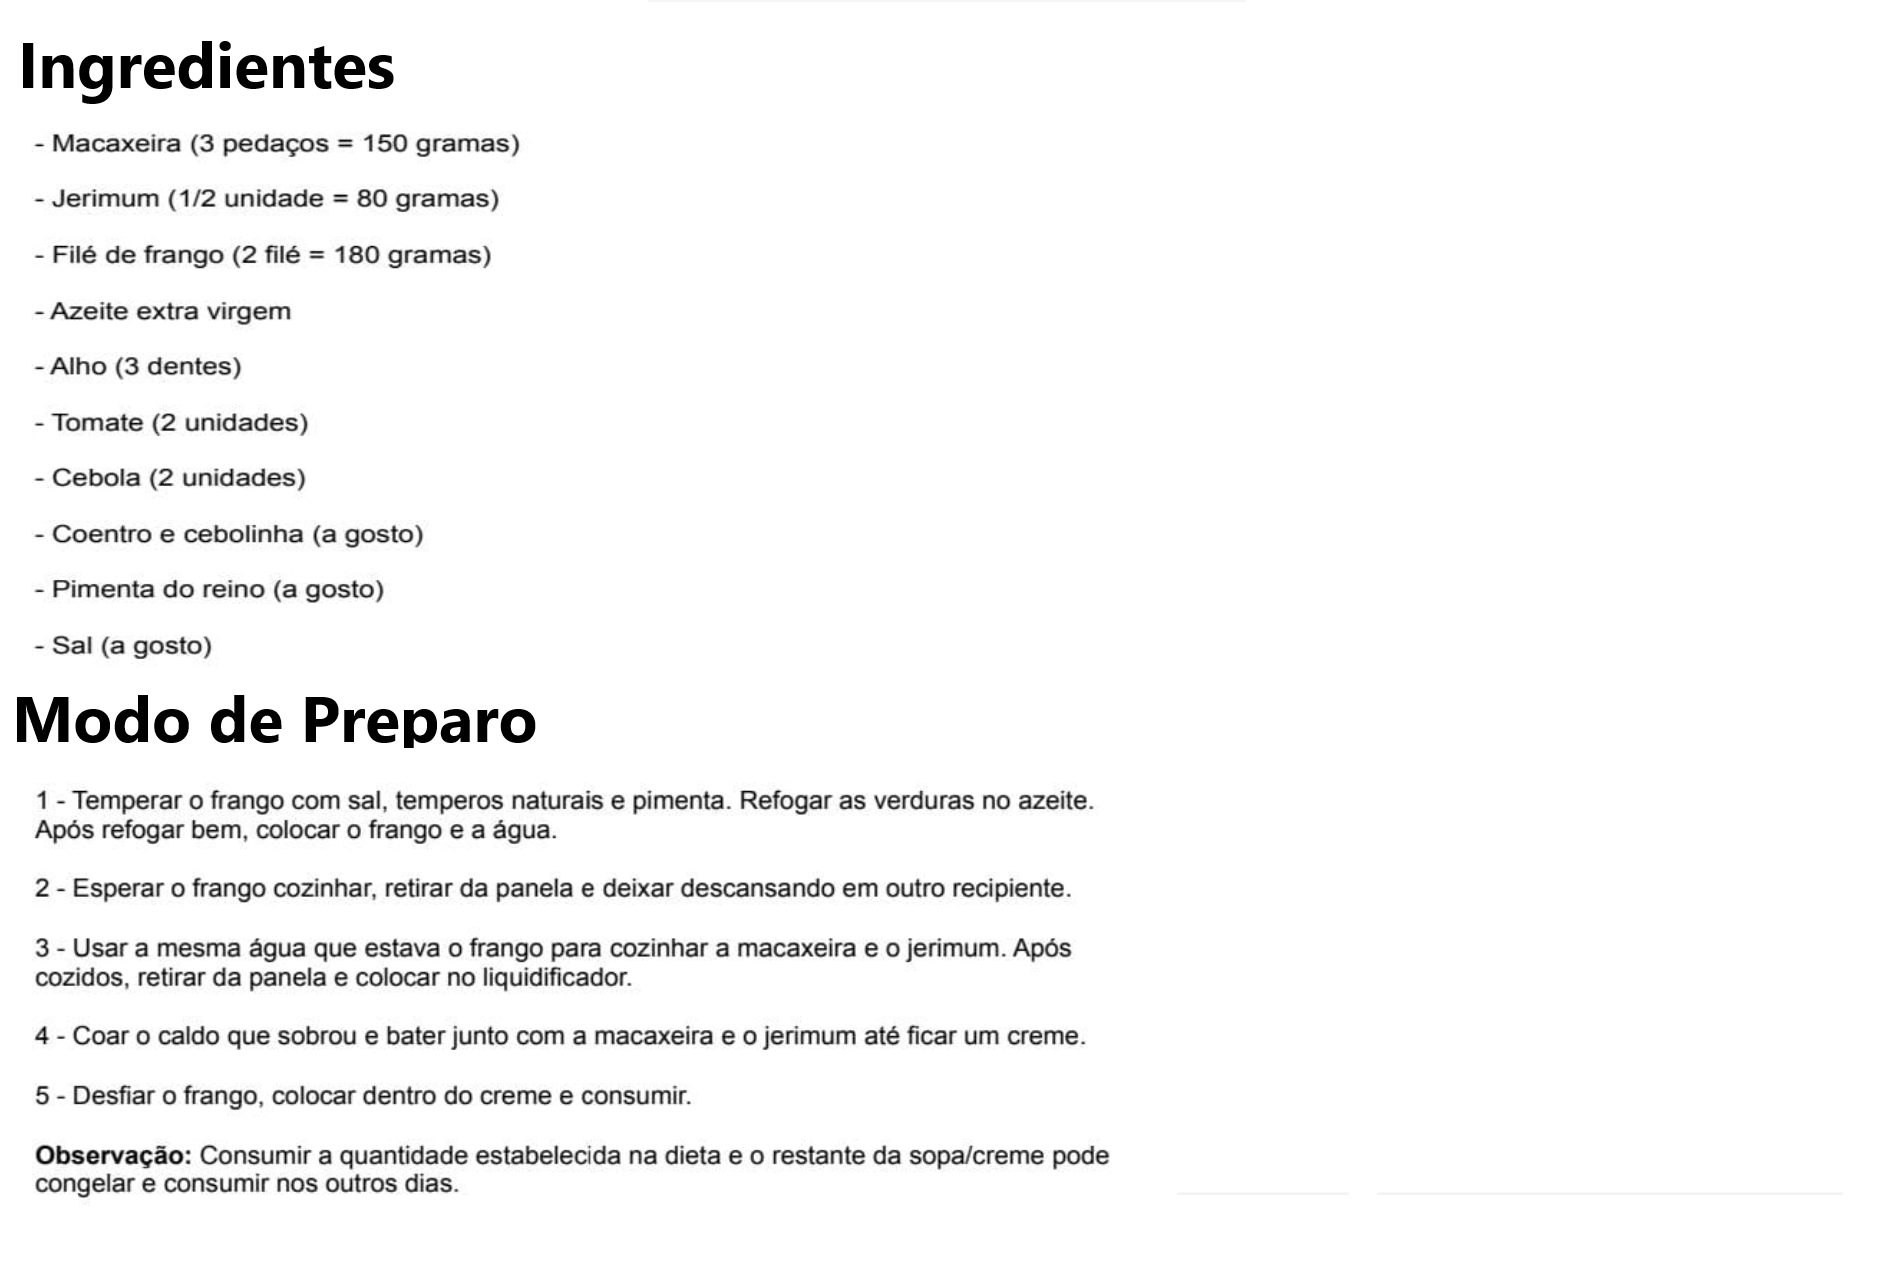 Ingredientes
- Macaxeira (3 pedaços = 150 gramas)
- Jerimum (1/2 unidade = 80 gramas)
- Filé de frango (2 filé = 180 gramas)
- Azeite extra virgem
- Alho (3 dentes)
- Tomate (2 unidades)
- Cebola (2 unidades)
- Coentro e cebolinha (a gosto)
- Pimenta do reino (a gosto)
- Sal (a gosto)
Modo de Preparo
1 - Temperar o frango com sal, temperos naturais e pimenta. Refogar as verduras no azeite.
Após refogar bem, colocar o frango e a água.
2 - Esperar o frango cozinhar, retirar da panela e deixar descansando em outro recipiente.
3 - Usar a mesma água que estava o frango para cozinhar a macaxeira e o jerimum. Após
cozidos, retirar da panela e colocar no liquidificador.
4 - Coar o caldo que sobrou e bater junto com a macaxeira e o jerimum até ficar um creme.
5 - Desfiar o frango, colocar dentro do creme e consumir.
Observação: Consumir a quantidade estabelecida na dieta e o restante da sopa/creme pode
congelar e consumir nos outros dias.